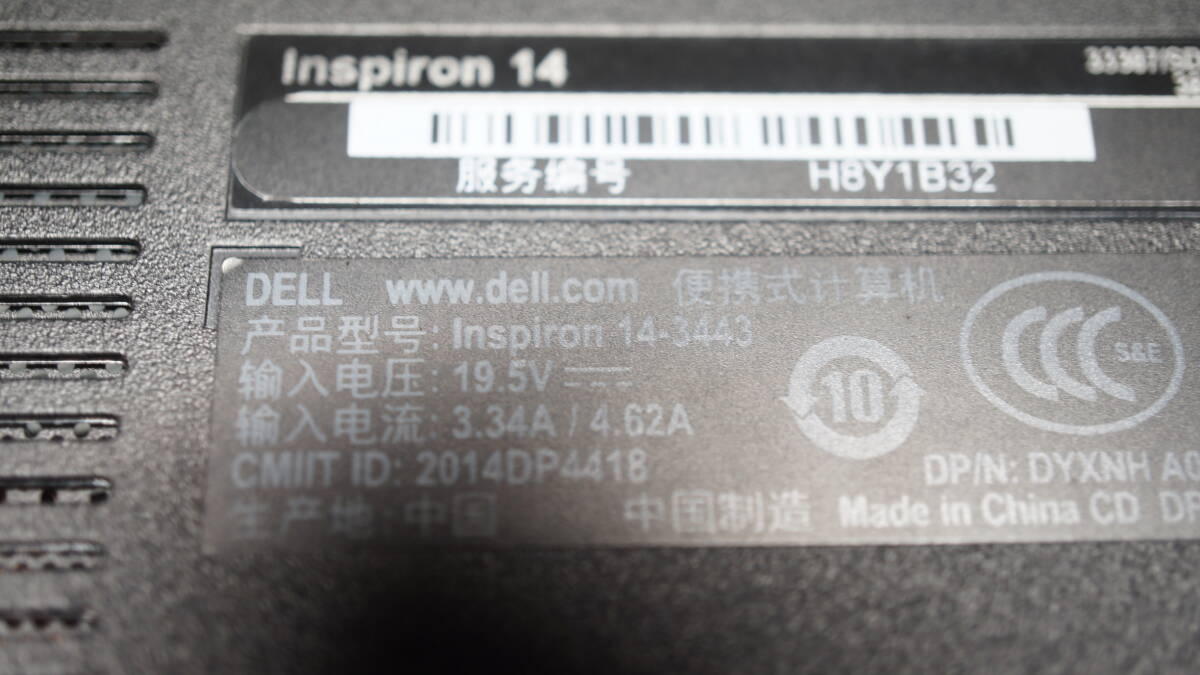 Inspiron 14
服务编号 H8Y1B32
DELL www.dell.com 便携式计算机
产品型号: Inspiron 14-3443
输入电压: 19.5V
输入电流: 3.34A / 4.62A
CMIIT ID: 2014DP4418
生产地: 中国
中国制造 Made in China CD
10
CCC S&E
DP/N: DYXNH A0